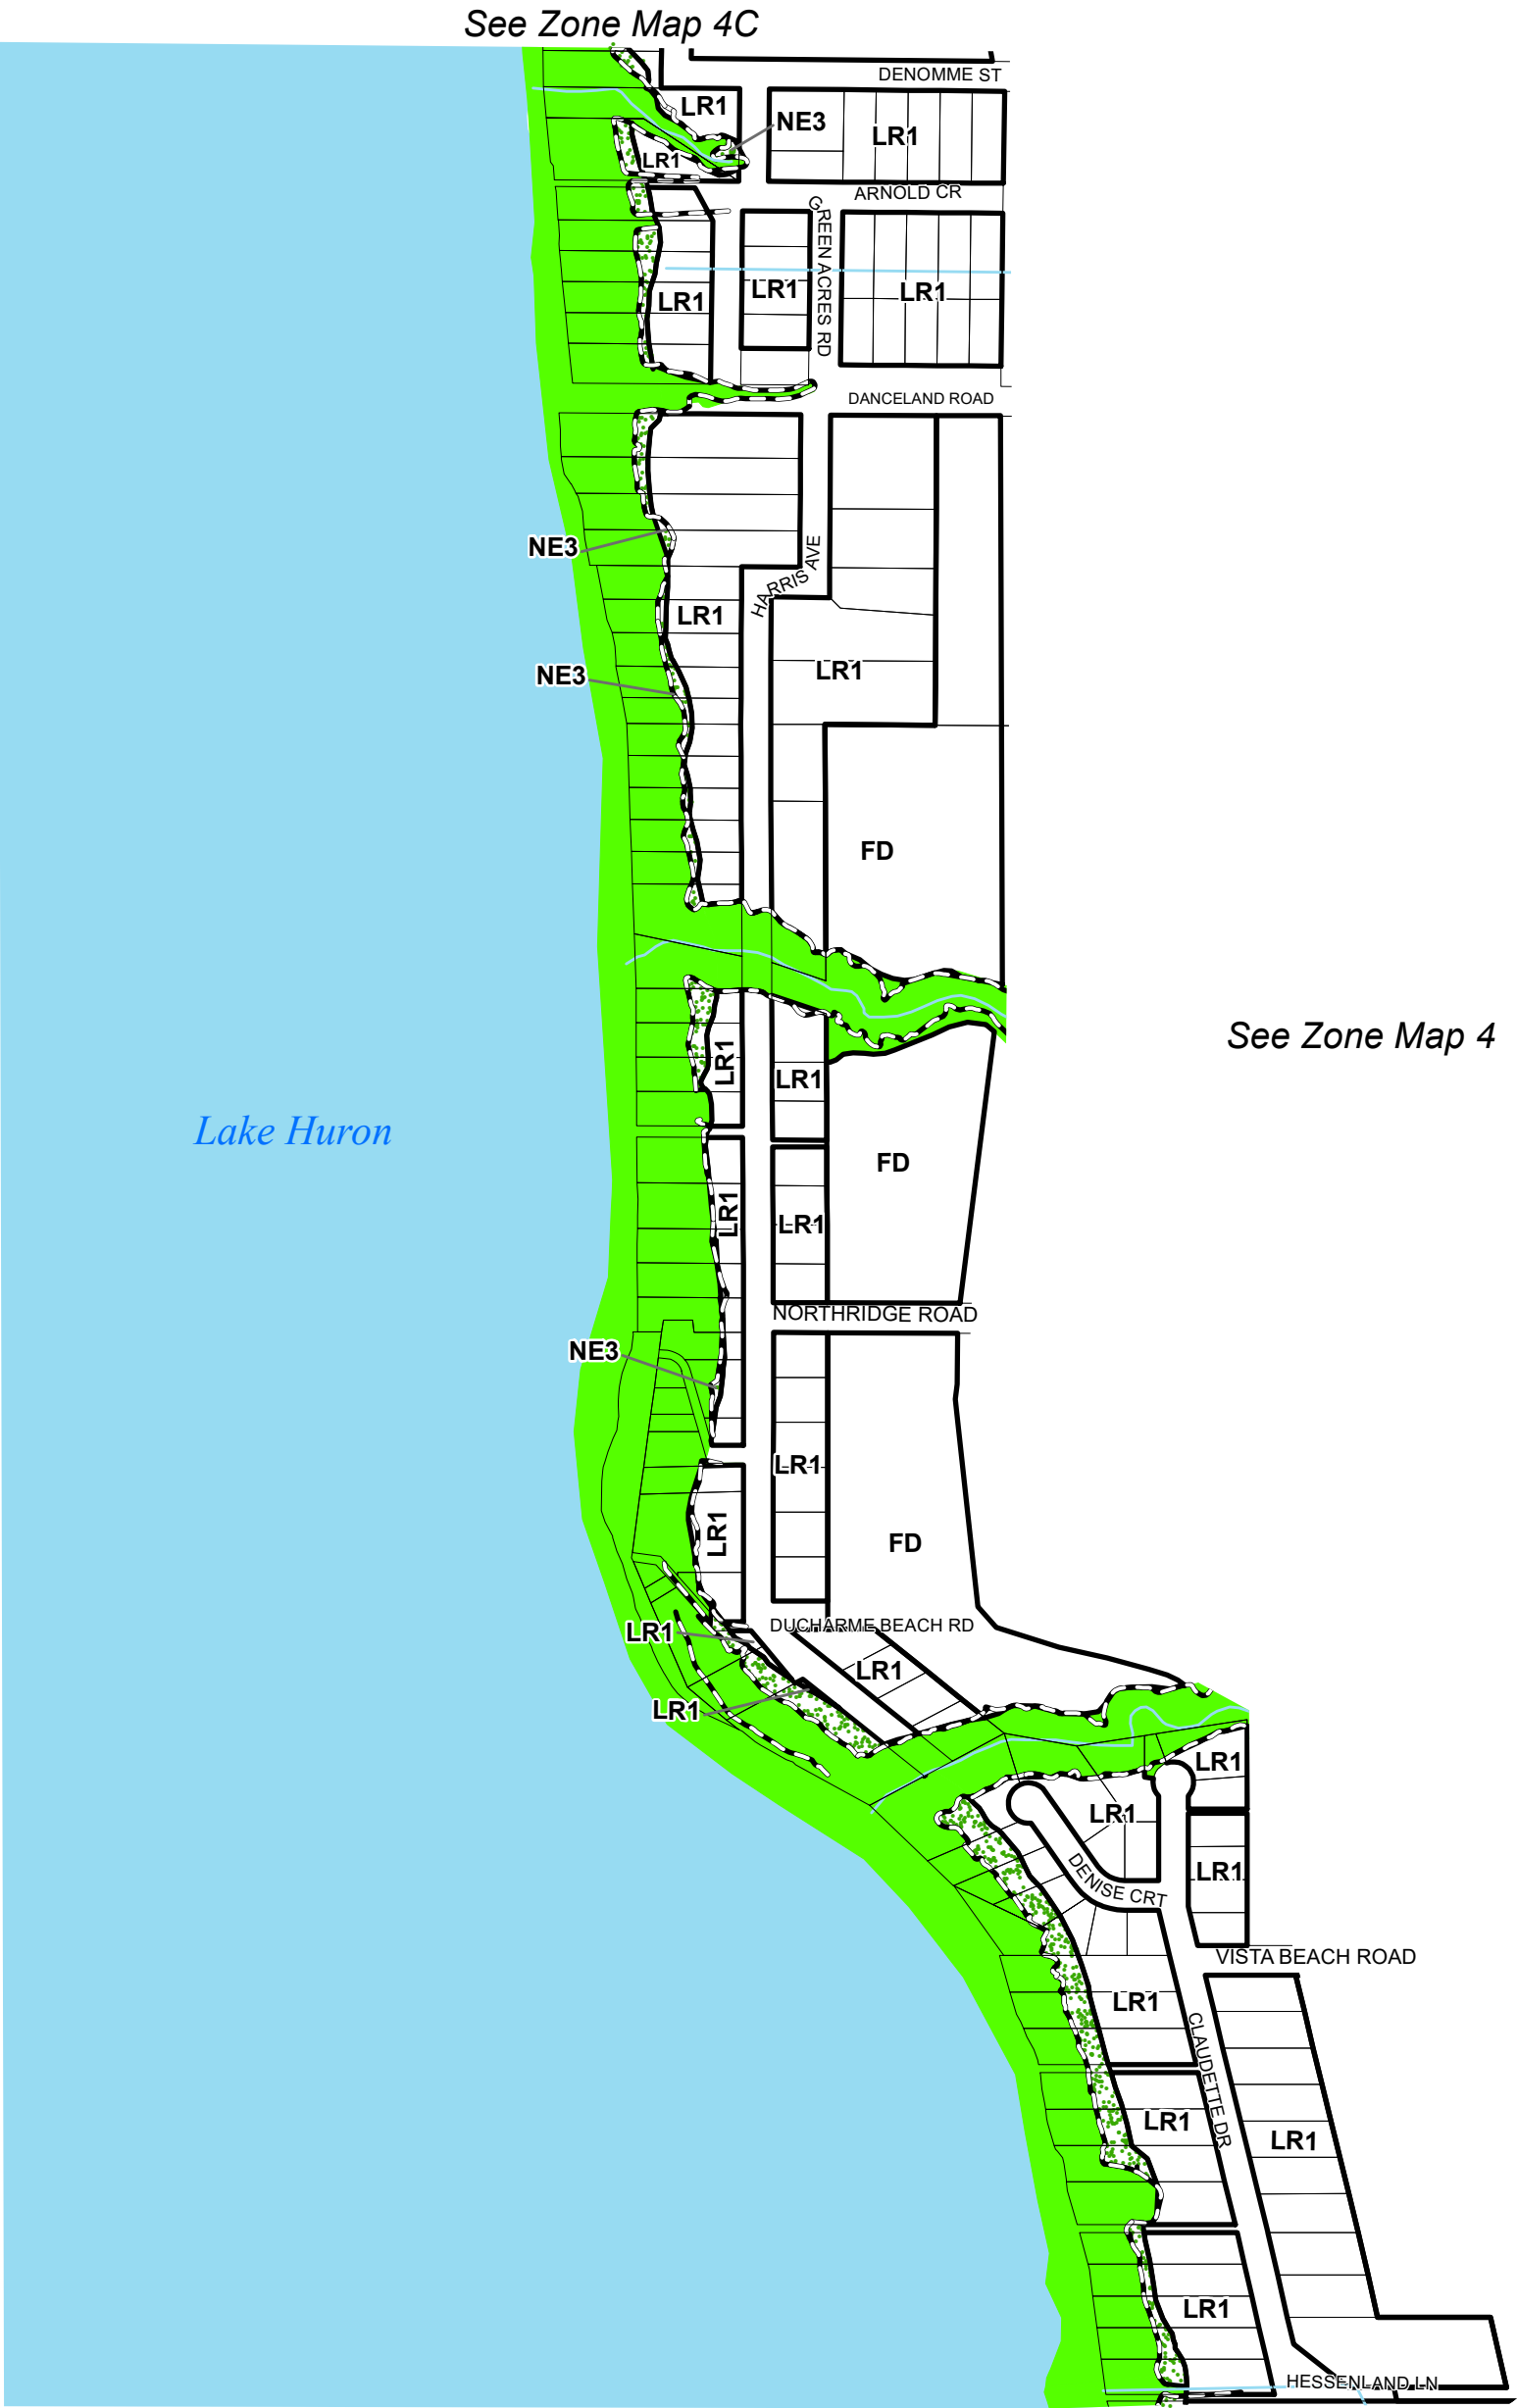 See Zone Map 4C
DENOMME ST
LR1
NE3
LR1
LR1
ARNOLD CR
GREEN ACRES RD
LR1
LR1
LR1
DANCELAND ROAD
NE3
HARRIS AVE
LR1
NE3
LR1
FD
See Zone Map 4
LR1
LR1
Lake Huron
FD
LR1
LR1
NORTHRIDGE ROAD
NE3
LR1
LR1
FD
DUCHARME BEACH RD
LR1
LR1
LR1
LR1
LR1
LR1
DENISE CRT
VISTA BEACH ROAD
LR1
CLAUDETTE DR
LR1
LR1
LR1
HESSENLAND LN